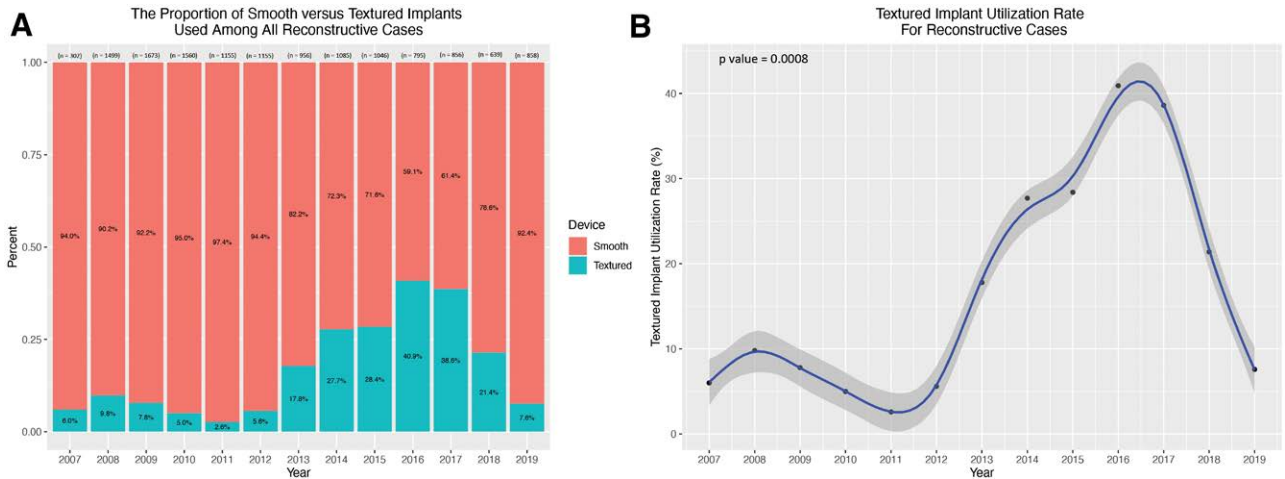 A
The Proportion of Smooth versus Textured Implants
Used Among All Reconstructive Cases
(n = 307) (n = 1499) (n = 1673) (n = 1560) (n = 1155) (n = 1155) (n = 956) (n = 1085) (n = 1046) (n = 795) (n = 856) (n = 639) (n = 858)
1.00
0.75
0.50
0.25
0.00
Percent
94.0% 90.2% 92.2% 95.0% 97.4% 94.4% 82.2% 72.3% 71.6% 59.1% 61.4% 78.6% 92.4%
6.0% 9.8% 7.8% 5.0% 2.6% 5.6% 17.8% 27.7% 28.4% 40.9% 38.6% 21.4% 7.6%
2007 2008 2009 2010 2011 2012 2013 2014 2015 2016 2017 2018 2019
Year
Device
Smooth
Textured
B
Textured Implant Utilization Rate
For Reconstructive Cases
p value = 0.0008
Textured Implant Utilization Rate (%)
40
30
20
10
0
2007 2008 2009 2010 2011 2012 2013 2014 2015 2016 2017 2018 2019
Year